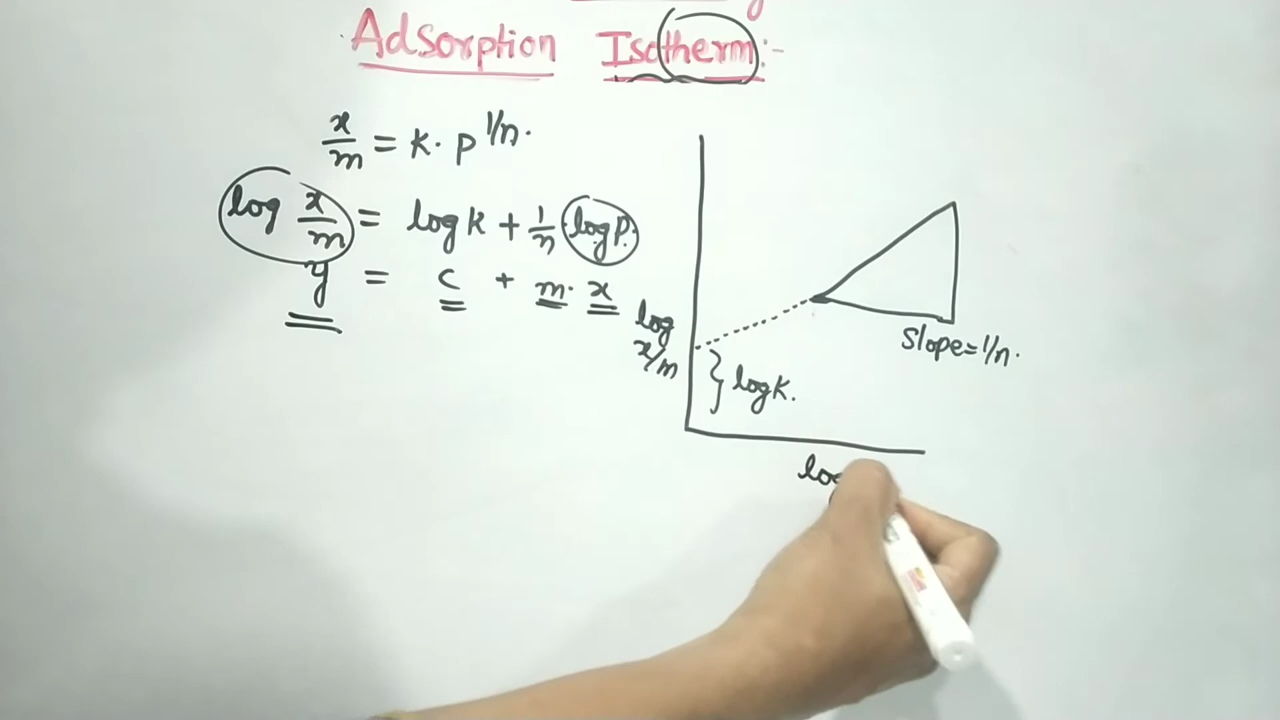 Adsorption Isotherm:-
x/m = k. p 1/n.
log x/m = log k + 1/n log p.
y = c + m. x
log x/m
} log k.
Slope=1/n.